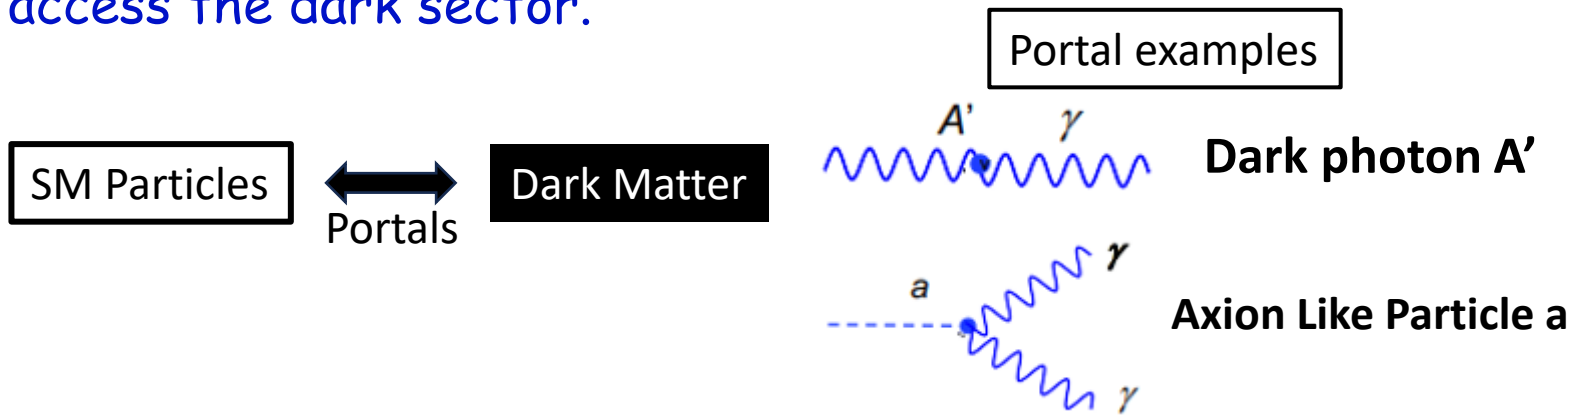 access the dark sector.
Portal examples
SM Particles
Portals
Dark Matter
A’
γ
Dark photon A’
a
γ
γ
Axion Like Particle a